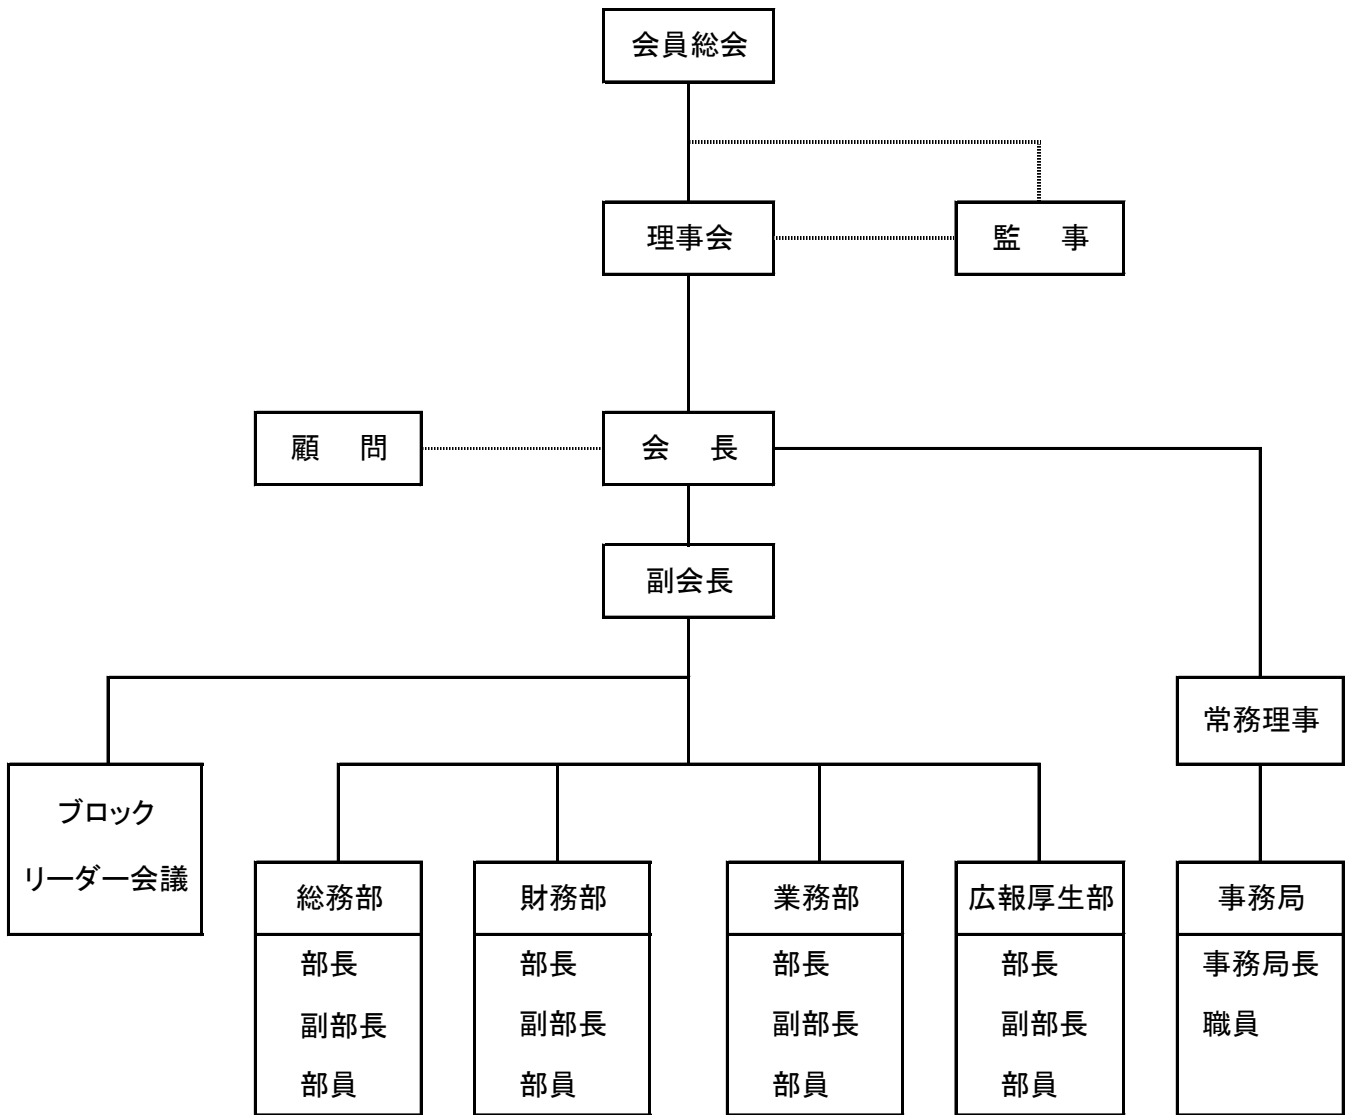 会員総会
理事会
監 事
顧 問
会 長
副会長
常務理事
ブロック
リーダー会議
総務部
部長
副部長
部員
財務部
部長
副部長
部員
業務部
部長
副部長
部員
広報厚生部
部長
副部長
部員
事務局
事務局長
職員